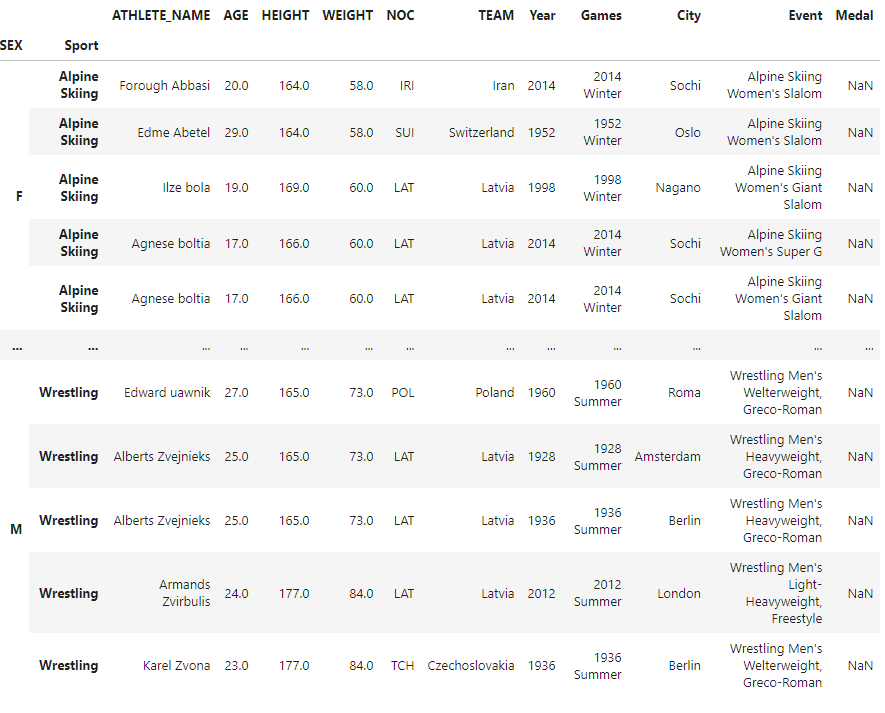 ATHLETE_NAME AGE HEIGHT WEIGHT NOC TEAM Year Games City Event Medal
SEX Sport
F
Alpine Skiing Forough Abbasi 20.0 164.0 58.0 IRI Iran 2014 2014 Winter Sochi Alpine Skiing Women's Slalom NaN
Alpine Skiing Edme Abetel 29.0 164.0 58.0 SUI Switzerland 1952 1952 Winter Oslo Alpine Skiing Women's Slalom NaN
Alpine Skiing Ilze bola 19.0 169.0 60.0 LAT Latvia 1998 1998 Winter Nagano Alpine Skiing Women's Giant Slalom NaN
Alpine Skiing Agnese boltia 17.0 166.0 60.0 LAT Latvia 2014 2014 Winter Sochi Alpine Skiing Women's Super G NaN
Alpine Skiing Agnese boltia 17.0 166.0 60.0 LAT Latvia 2014 2014 Winter Sochi Alpine Skiing Women's Giant Slalom NaN
... ... ... ... ... ... ... ... ... ... ... ... ...
M
Wrestling Edward uawnik 27.0 165.0 73.0 POL Poland 1960 1960 Summer Roma Wrestling Men's Welterweight, Greco-Roman NaN
Wrestling Alberts Zvejnieks 25.0 165.0 73.0 LAT Latvia 1928 1928 Summer Amsterdam Wrestling Men's Heavyweight, Greco-Roman NaN
Wrestling Alberts Zvejnieks 25.0 165.0 73.0 LAT Latvia 1936 1936 Summer Berlin Wrestling Men's Heavyweight, Greco-Roman NaN
Wrestling Armands Zvirbulis 24.0 177.0 84.0 LAT Latvia 2012 2012 Summer London Wrestling Men's Light-Heavyweight, Freestyle NaN
Wrestling Karel Zvona 23.0 177.0 84.0 TCH Czechoslovakia 1936 1936 Summer Berlin Wrestling Men's Welterweight, Greco-Roman NaN